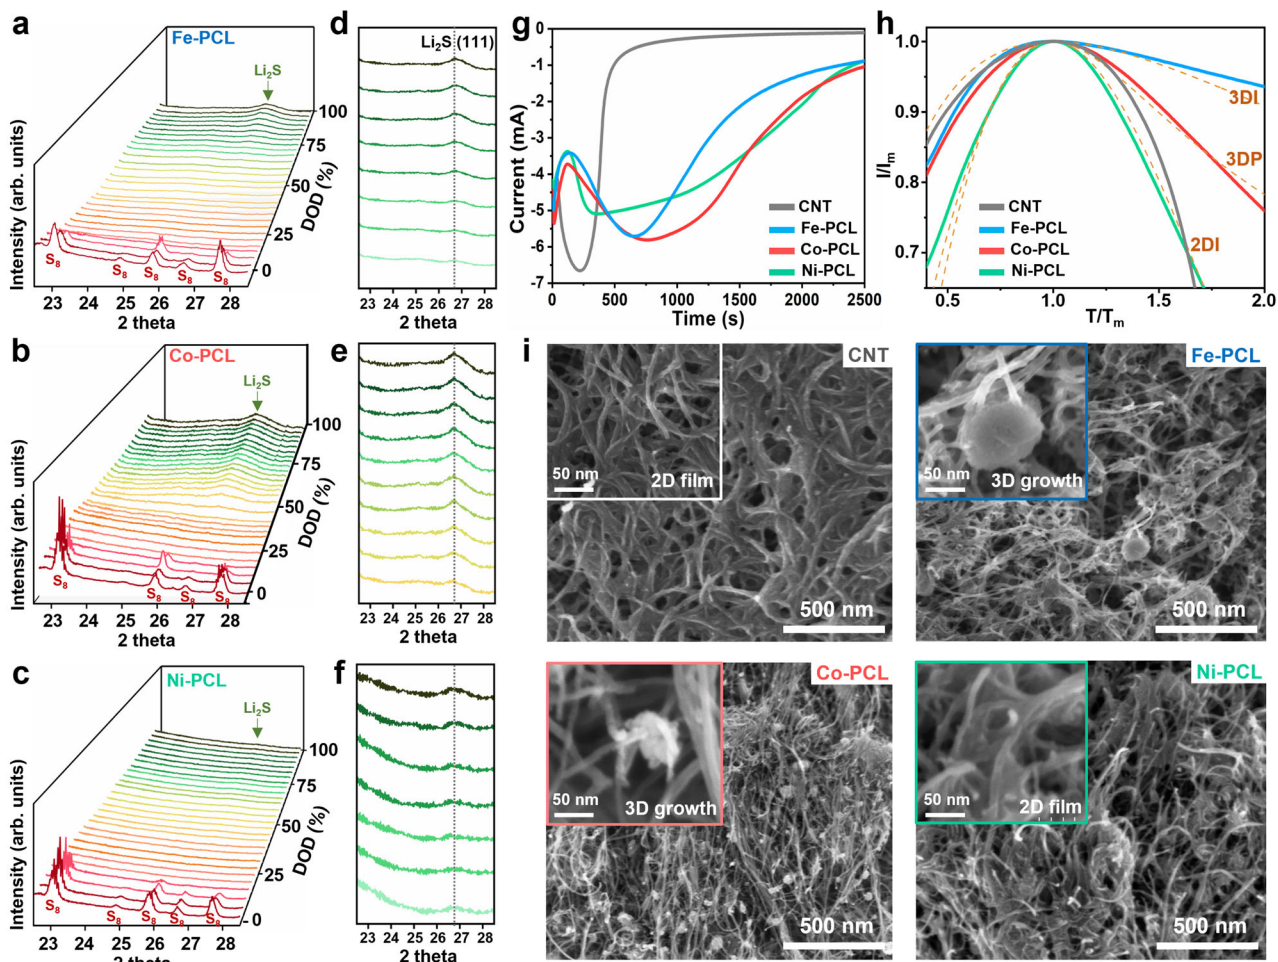 a
Fe-PCL
Li₂S
Intensity (arb. units)
DOD (%)
100
75
50
25
0
S₈ S₈ S₈ S₈ S₈
23 24 25 26 27 28
2 theta
b
Co-PCL
Li₂S
Intensity (arb. units)
DOD (%)
100
75
50
25
0
S₈ S₈ S₈ S₈
23 24 25 26 27 28
2 theta
c
Ni-PCL
Li₂S
Intensity (arb. units)
DOD (%)
100
75
50
25
0
S₈ S₈ S₈ S₈ S₈
23 24 25 26 27 28
2 theta
d
Li₂S (111)
23 24 25 26 27 28
2 theta
e
23 24 25 26 27 28
2 theta
f
23 24 25 26 27 28
2 theta
g
Current (mA)
0
-1
-2
-3
-4
-5
-6
-7
CNT
Fe-PCL
Co-PCL
Ni-PCL
0 500 1000 1500 2000 2500
Time (s)
h
I/Iₘ
1.0
0.9
0.8
0.7
3DI
3DP
2DI
CNT
Fe-PCL
Co-PCL
Ni-PCL
0.5 1.0 1.5 2.0
T/Tₘ
i
CNT
50 nm
2D film
500 nm
Fe-PCL
50 nm
3D growth
500 nm
Co-PCL
50 nm
3D growth
500 nm
Ni-PCL
50 nm
2D film
500 nm